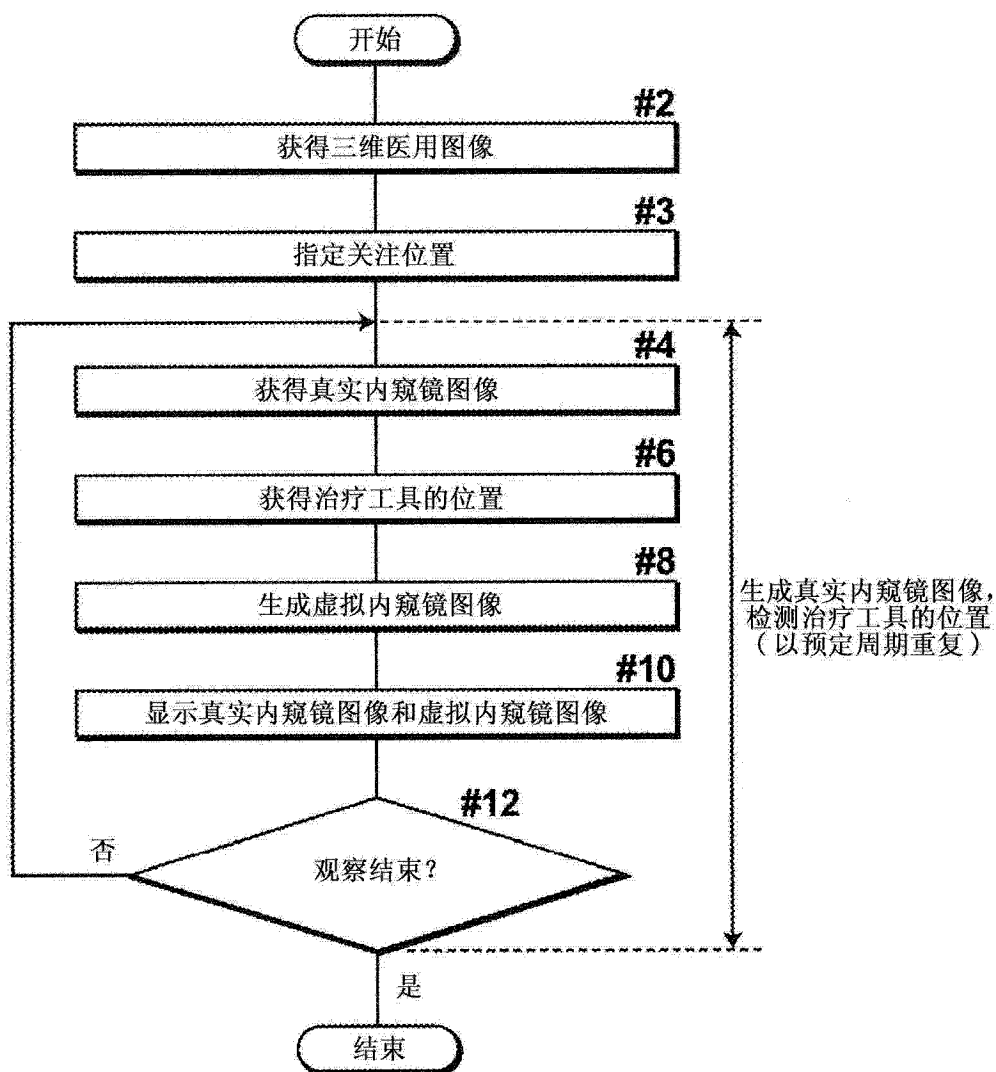 开始
#2
获得三维医用图像
#3
指定关注位置
#4
获得真实内窥镜图像
#6
获得治疗工具的位置
#8
生成虚拟内窥镜图像
#10
显示真实内窥镜图像和虚拟内窥镜图像
#12
观察结束？
否
是
结束
生成真实内窥镜图像，
检测治疗工具的位置
（以预定周期重复）